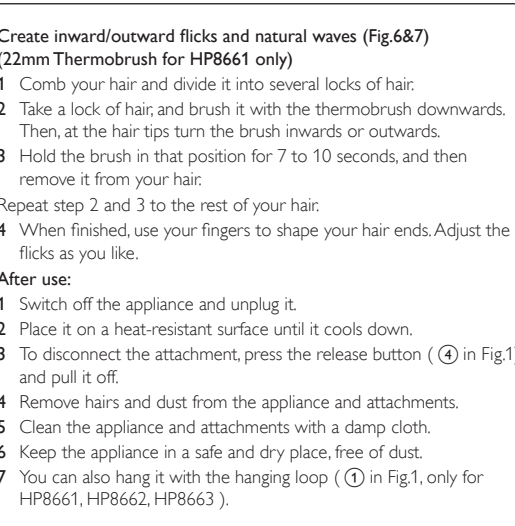 Create inward/outward flicks and natural waves (Fig.6&7)
(22mm Thermobrush for HP8661 only)
1 Comb your hair and divide it into several locks of hair.
2 Take a lock of hair, and brush it with the thermobrush downwards.
Then, at the hair tips turn the brush inwards or outwards.
3 Hold the brush in that position for 7 to 10 seconds, and then
remove it from your hair.
Repeat step 2 and 3 to the rest of your hair.
4 When finished, use your fingers to shape your hair ends. Adjust the
flicks as you like.
After use:
1 Switch off the appliance and unplug it.
2 Place it on a heat-resistant surface until it cools down.
3 To disconnect the attachment, press the release button ( ④ in Fig.1)
and pull it off.
4 Remove hairs and dust from the appliance and attachments.
5 Clean the appliance and attachments with a damp cloth.
6 Keep the appliance in a safe and dry place, free of dust.
7 You can also hang it with the hanging loop ( ① in Fig.1, only for
HP8661, HP8662, HP8663 ).